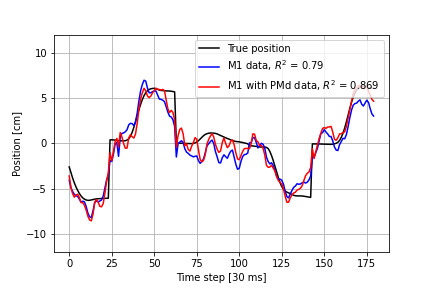 True position
M1 data, R² = 0.79
M1 with PMd data, R² = 0.869
Position [cm]
10
5
0
−5
−10
0 25 50 75 100 125 150 175
Time step [30 ms]